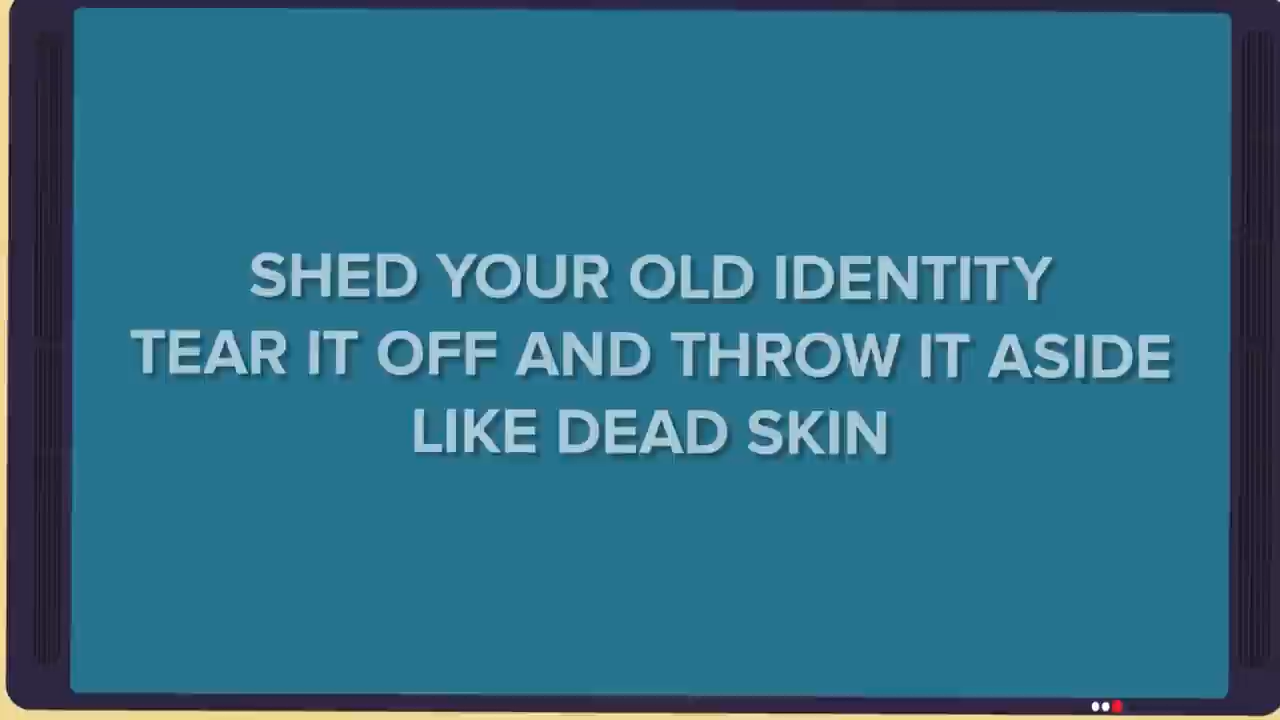 SHED YOUR OLD IDENTITY
TEAR IT OFF AND THROW IT ASIDE
LIKE DEAD SKIN